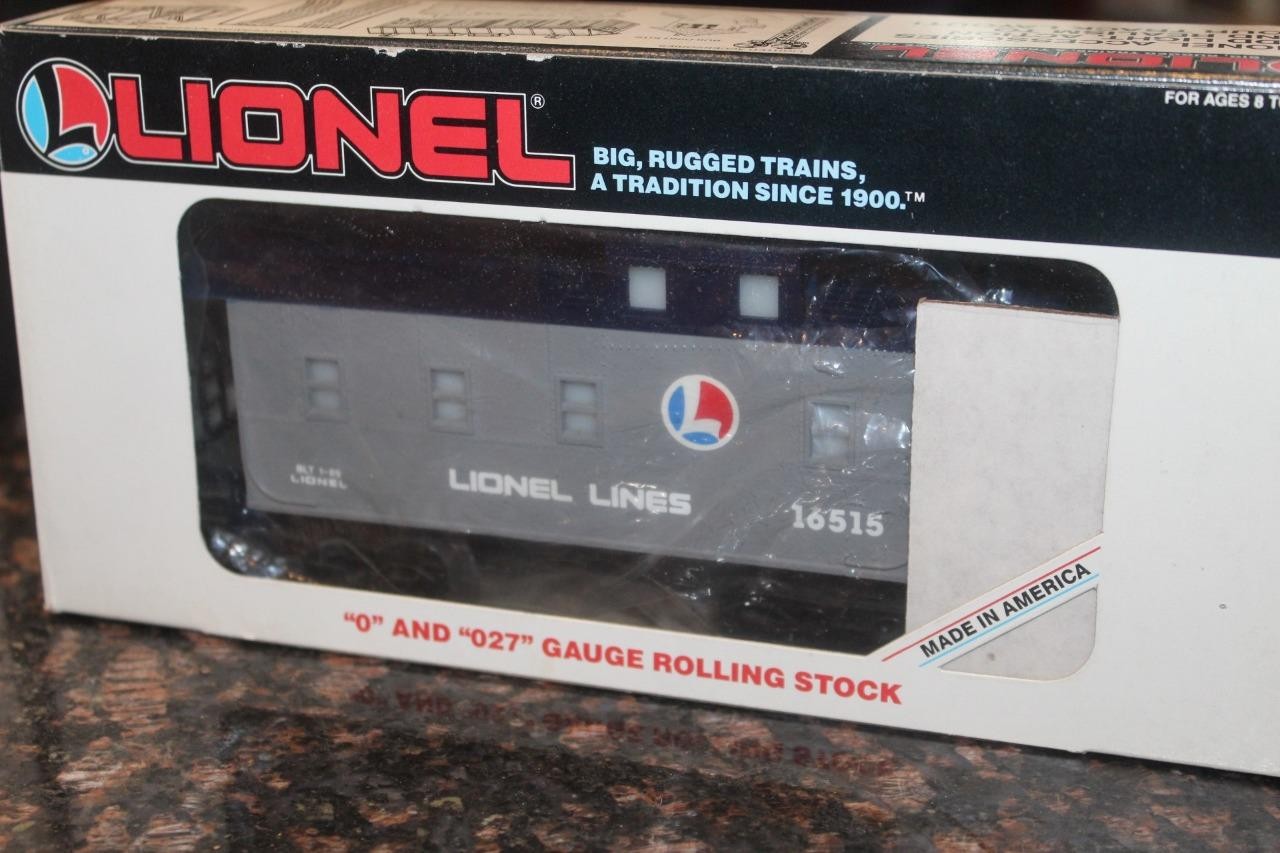 LIONEL®
BIG, RUGGED TRAINS,
A TRADITION SINCE 1900.™
FOR AGES 8
BLT 1-89
LIONEL
LIONEL LINES
16515
MADE IN AMERICA
"0" AND "027" GAUGE ROLLING STOCK